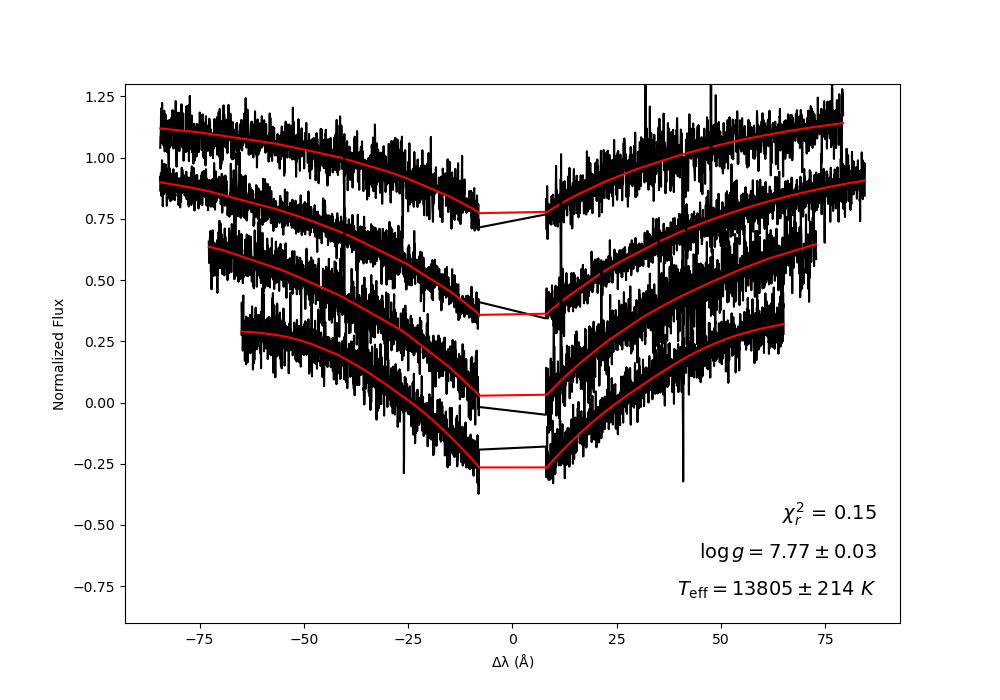 1.25
1.00
0.75
0.50
0.25
0.00
−0.25
−0.50
−0.75
Normalized Flux
−75 −50 −25 0 25 50 75
Δλ (Å)
χ²ᵣ = 0.15
log g = 7.77 ± 0.03
T_eff = 13805 ± 214 K